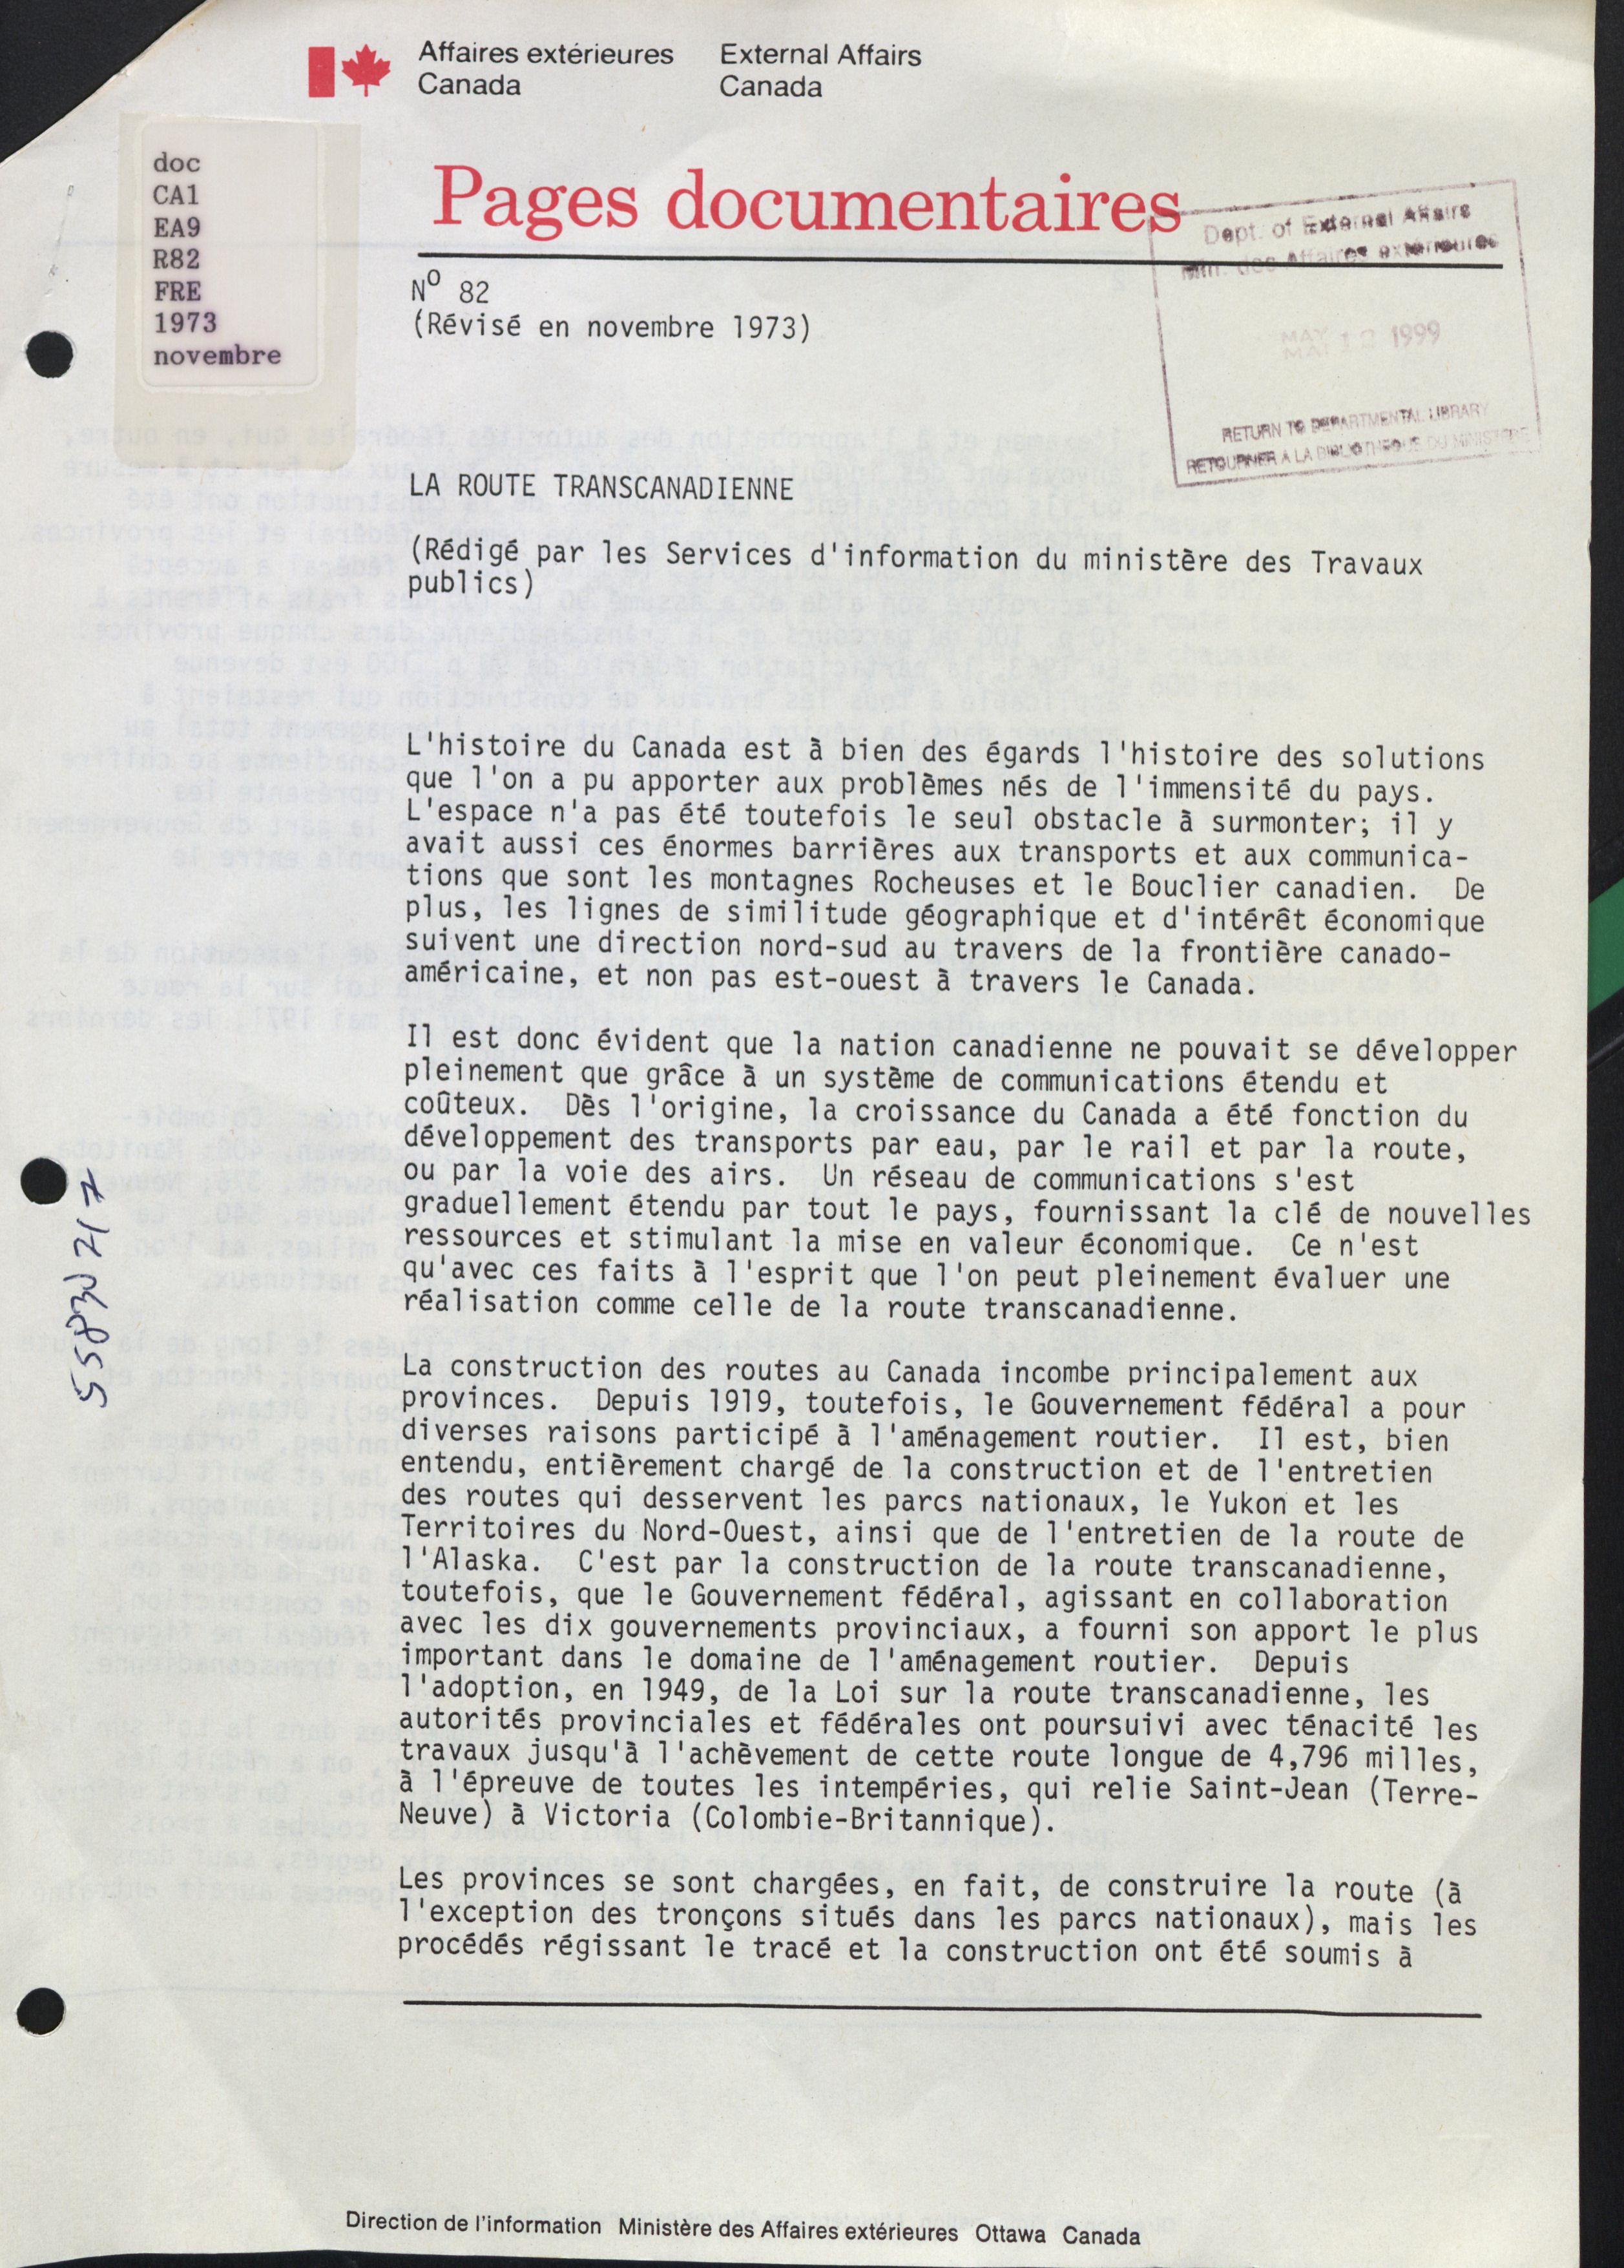 Affaires extérieures External Affairs
Canada Canada
doc
CA1
EA9
R82
FRE
1973
novembre
Pages documentaires
Dept. of External Affairs
Min. des Affaires extérieures
MAY 1999
RETURN TO DEPARTMENTAL LIBRARY
RETOURNER A LA BIBLIOTHEQUE DU MINISTERE
Nº 82
(Révisé en novembre 1973)
LA ROUTE TRANSCANADIENNE
(Rédigé par les Services d'information du ministère des Travaux
publics)
L'histoire du Canada est à bien des égards l'histoire des solutions
que l'on a pu apporter aux problèmes nés de l'immensité du pays.
L'espace n'a pas été toutefois le seul obstacle à surmonter; il y
avait aussi ces énormes barrières aux transports et aux communica-
tions que sont les montagnes Rocheuses et le Bouclier canadien. De
plus, les lignes de similitude géographique et d'intérêt économique
suivent une direction nord-sud au travers de la frontière canado-
américaine, et non pas est-ouest à travers le Canada.
Il est donc évident que la nation canadienne ne pouvait se développer
pleinement que grâce à un système de communications étendu et
coûteux. Dès l'origine, la croissance du Canada a été fonction du
développement des transports par eau, par le rail et par la route,
ou par la voie des airs. Un réseau de communications s'est
graduellement étendu par tout le pays, fournissant la clé de nouvelles
ressources et stimulant la mise en valeur économique. Ce n'est
qu'avec ces faits à l'esprit que l'on peut pleinement évaluer une
réalisation comme celle de la route transcanadienne.
La construction des routes au Canada incombe principalement aux
provinces. Depuis 1919, toutefois, le Gouvernement fédéral a pour
diverses raisons participé à l'aménagement routier. Il est, bien
entendu, entièrement chargé de la construction et de l'entretien
des routes qui desservent les parcs nationaux, le Yukon et les
Territoires du Nord-Ouest, ainsi que de l'entretien de la route de
l'Alaska. C'est par la construction de la route transcanadienne,
toutefois, que le Gouvernement fédéral, agissant en collaboration
avec les dix gouvernements provinciaux, a fourni son apport le plus
important dans le domaine de l'aménagement routier. Depuis
l'adoption, en 1949, de la Loi sur la route transcanadienne, les
autorités provinciales et fédérales ont poursuivi avec ténacité les
travaux jusqu'à l'achèvement de cette route longue de 4,796 milles,
à l'épreuve de toutes les intempéries, qui relie Saint-Jean (Terre-
Neuve) à Victoria (Colombie-Britannique).
Les provinces se sont chargées, en fait, de construire la route (à
l'exception des tronçons situés dans les parcs nationaux), mais les
procédés régissant le tracé et la construction ont été soumis à
Direction de l'information Ministère des Affaires extérieures Ottawa Canada